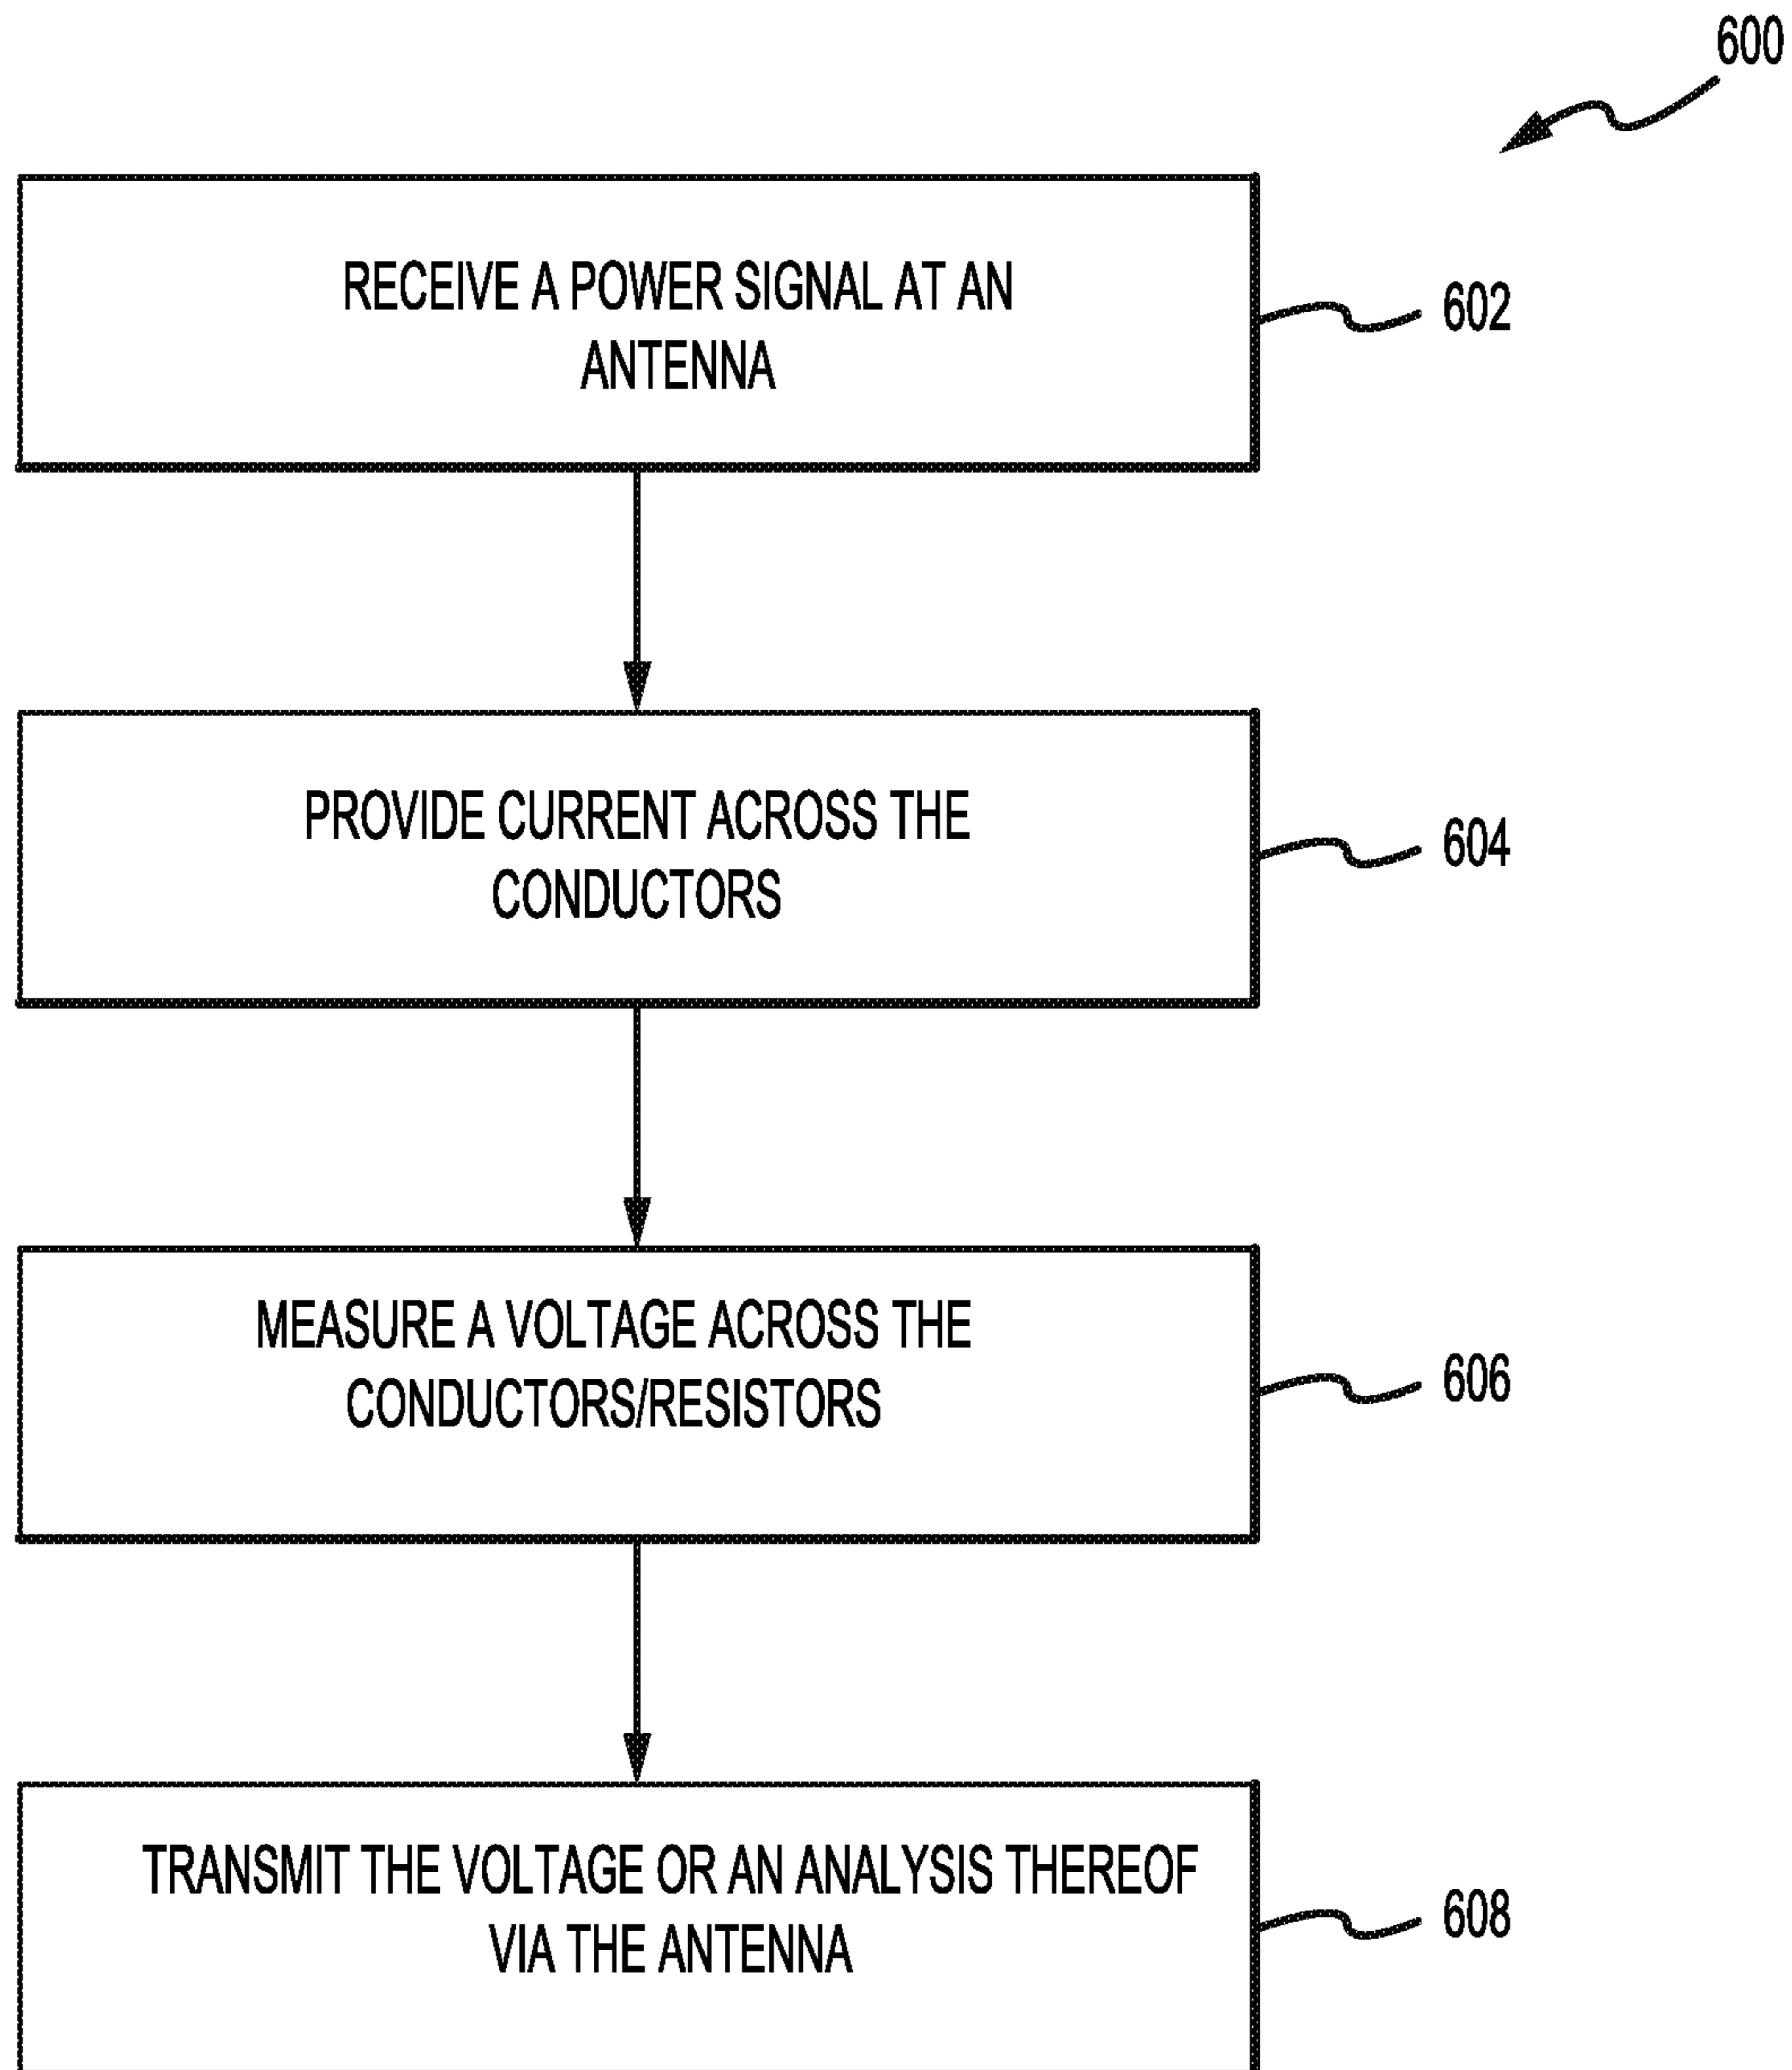 600
RECEIVE A POWER SIGNAL AT AN
ANTENNA
602
PROVIDE CURRENT ACROSS THE
CONDUCTORS
604
MEASURE A VOLTAGE ACROSS THE
CONDUCTORS/RESISTORS
606
TRANSMIT THE VOLTAGE OR AN ANALYSIS THEREOF
VIA THE ANTENNA
608